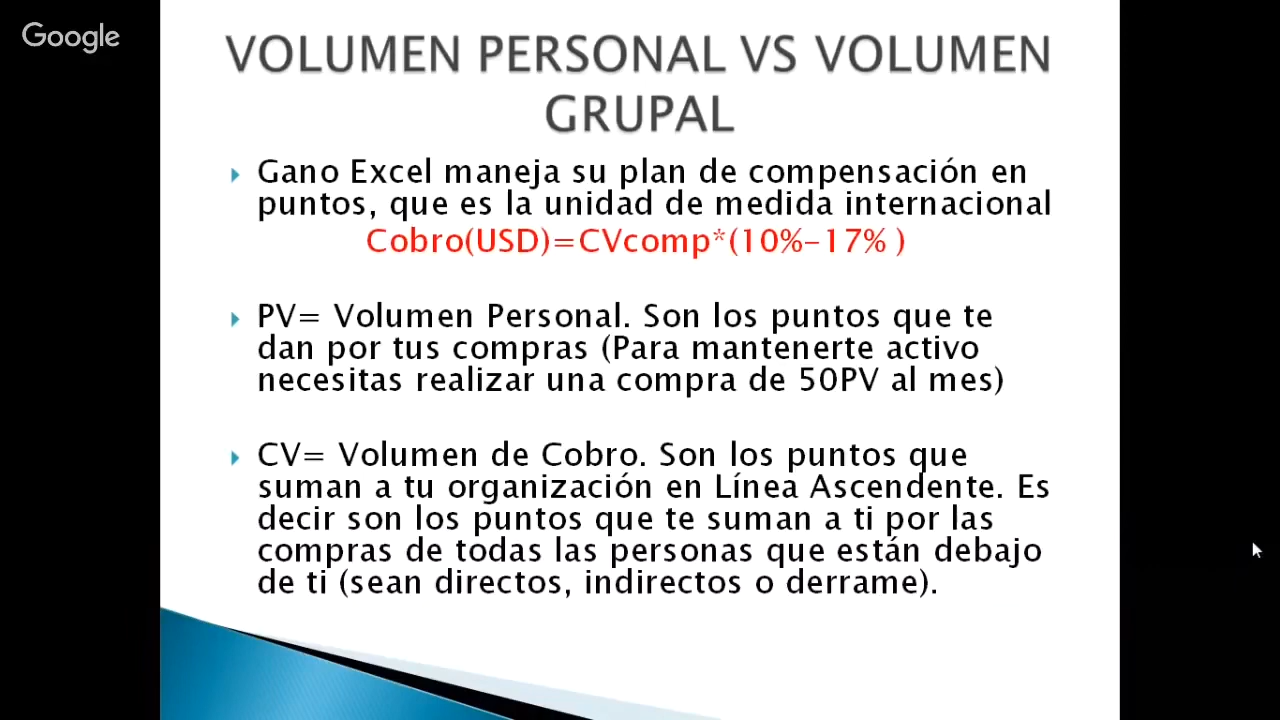 Google
VOLUMEN PERSONAL VS VOLUMEN
GRUPAL
Gano Excel maneja su plan de compensación en
puntos, que es la unidad de medida internacional
Cobro(USD)=CVcomp*(10%-17% )
PV= Volumen Personal. Son los puntos que te
dan por tus compras (Para mantenerte activo
necesitas realizar una compra de 50PV al mes)
CV= Volumen de Cobro. Son los puntos que
suman a tu organización en Línea Ascendente. Es
decir son los puntos que te suman a ti por las
compras de todas las personas que están debajo
de ti (sean directos, indirectos o derrame).